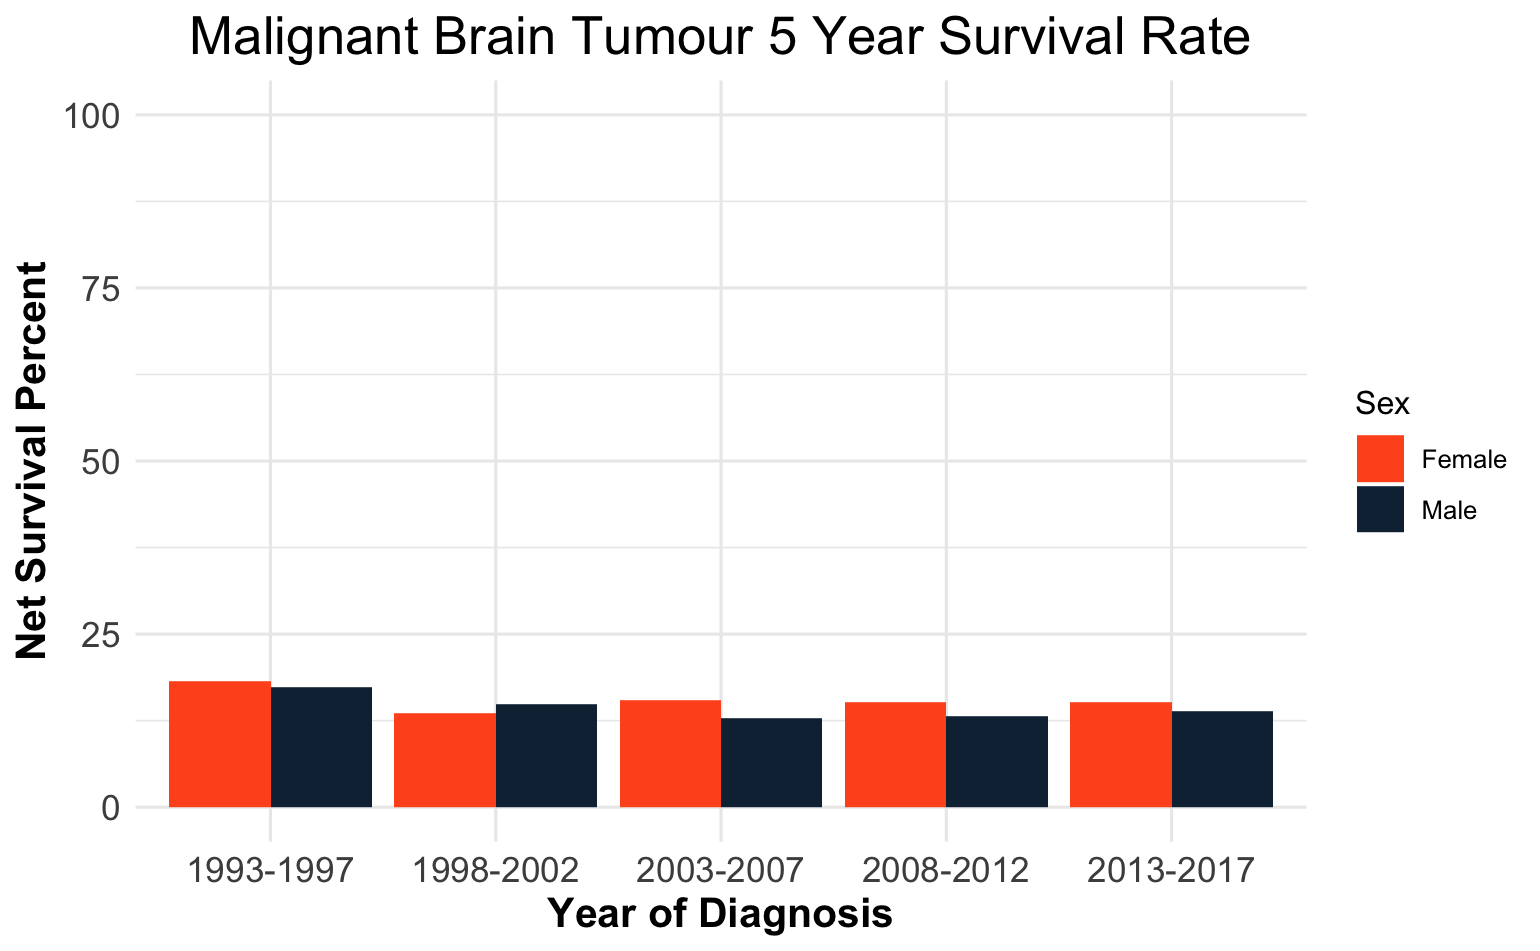 Malignant Brain Tumour 5 Year Survival Rate
Net Survival Percent
100
75
50
25
0
1993-1997 1998-2002 2003-2007 2008-2012 2013-2017
Year of Diagnosis
Sex
Female
Male